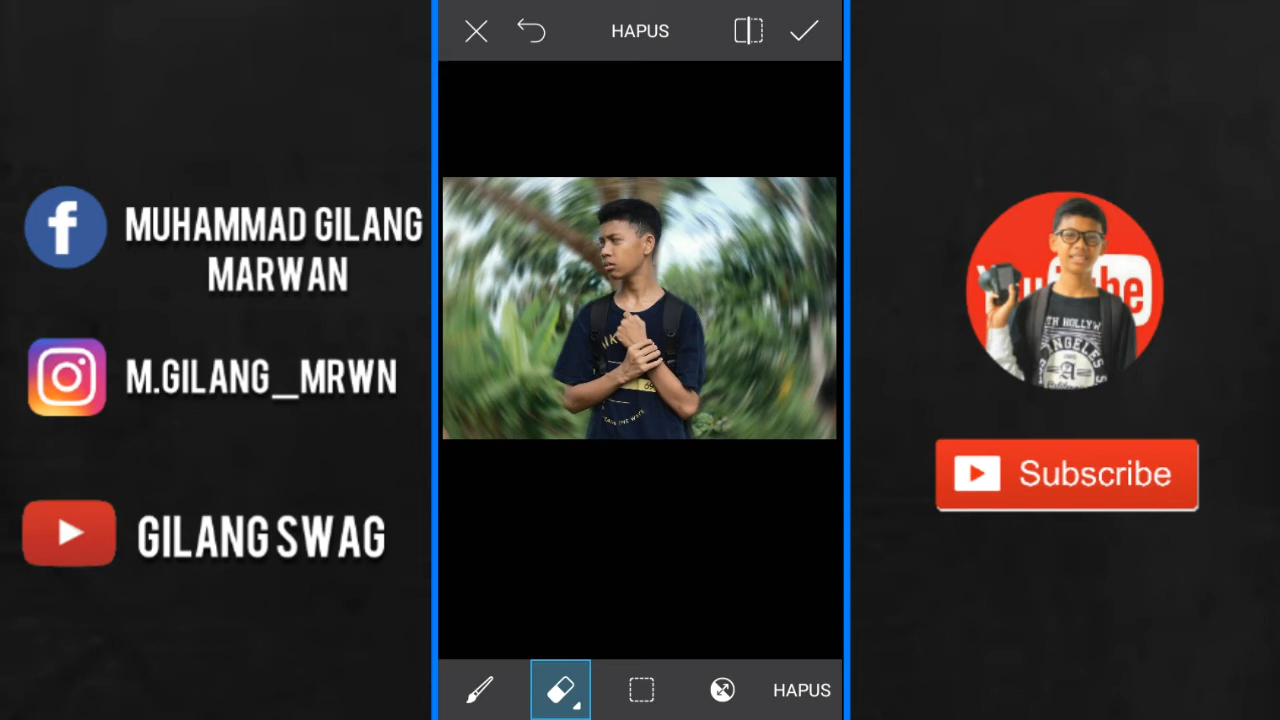 HAPUS
MUHAMMAD GILANG
MARWAN
M.GILANG_MRWN
GILANG SWAG
Subscribe
HAPUS